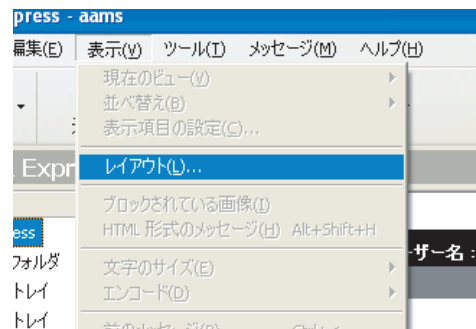 press - aams
編集(E) 表示(V) ツール(T) メッセージ(M) ヘルプ(H)
現在のビュー(V)
並べ替え(B)
表示項目の設定(C)...
Expr
レイアウト(L)...
ブロックされている画像(I)
ess
HTML 形式のメッセージ(H) Alt+Shift+H
ーザー名:
フォルダ
文字のサイズ(E)
トレイ
エンコード(D)
トレイ